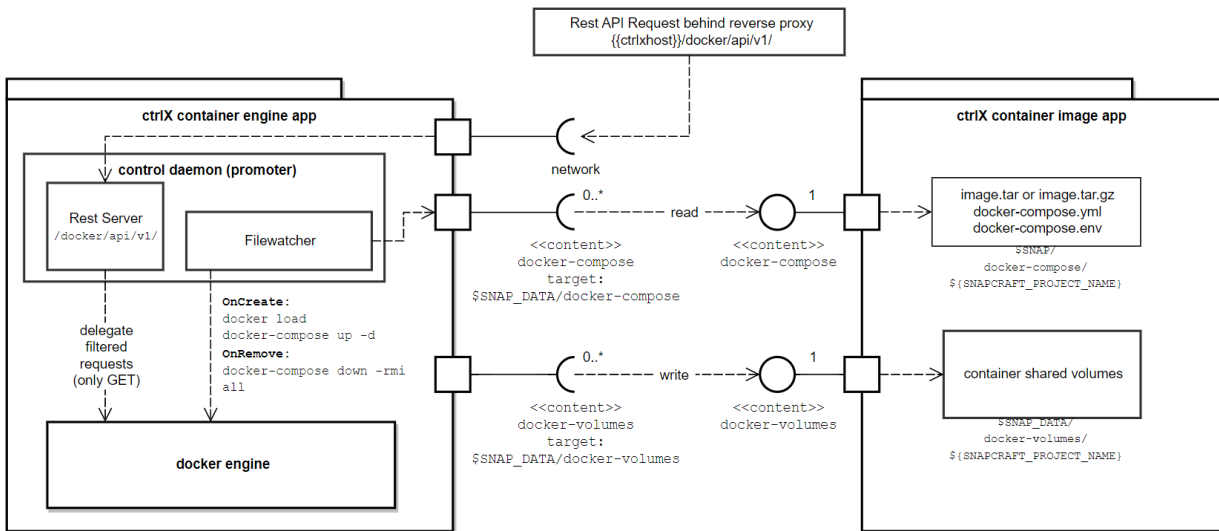 Rest API Request behind reverse proxy
{{ctrlxhost}}/docker/api/v1/
ctrlX container engine app
control daemon (promoter)
Rest Server
/docker/api/v1/
Filewatcher
delegate
filtered
requests
(only GET)
OnCreate:
docker load
docker-compose up -d
OnRemove:
docker-compose down -rmi
all
docker engine
network
0..*
read
1
<<content>>
docker-compose
target:
$SNAP_DATA/docker-compose
<<content>>
docker-compose
0..*
write
1
<<content>>
docker-volumes
target:
$SNAP_DATA/docker-volumes
<<content>>
docker-volumes
ctrlX container image app
image.tar or image.tar.gz
docker-compose.yml
docker-compose.env
$SNAP/
docker-compose/
${SNAPCRAFT_PROJECT_NAME}
container shared volumes
$SNAP_DATA/
docker-volumes/
${SNAPCRAFT_PROJECT_NAME}